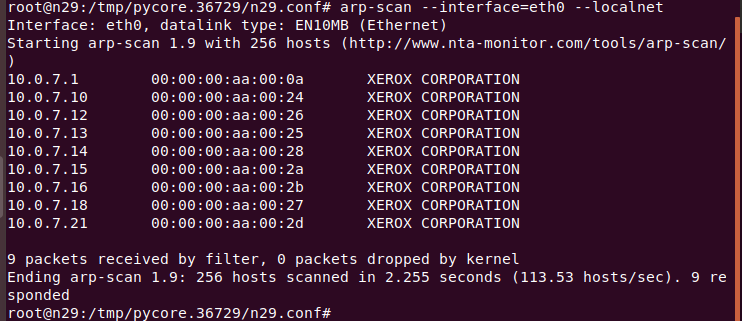 root@n29:/tmp/pycore.36729/n29.conf# arp-scan --interface=eth0 --localnet
Interface: eth0, datalink type: EN10MB (Ethernet)
Starting arp-scan 1.9 with 256 hosts (http://www.nta-monitor.com/tools/arp-scan/
)
10.0.7.1	00:00:00:aa:00:0a	XEROX CORPORATION
10.0.7.10	00:00:00:aa:00:24	XEROX CORPORATION
10.0.7.12	00:00:00:aa:00:26	XEROX CORPORATION
10.0.7.13	00:00:00:aa:00:25	XEROX CORPORATION
10.0.7.14	00:00:00:aa:00:28	XEROX CORPORATION
10.0.7.15	00:00:00:aa:00:2a	XEROX CORPORATION
10.0.7.16	00:00:00:aa:00:2b	XEROX CORPORATION
10.0.7.18	00:00:00:aa:00:27	XEROX CORPORATION
10.0.7.21	00:00:00:aa:00:2d	XEROX CORPORATION

9 packets received by filter, 0 packets dropped by kernel
Ending arp-scan 1.9: 256 hosts scanned in 2.255 seconds (113.53 hosts/sec). 9 re
sponded
root@n29:/tmp/pycore.36729/n29.conf#